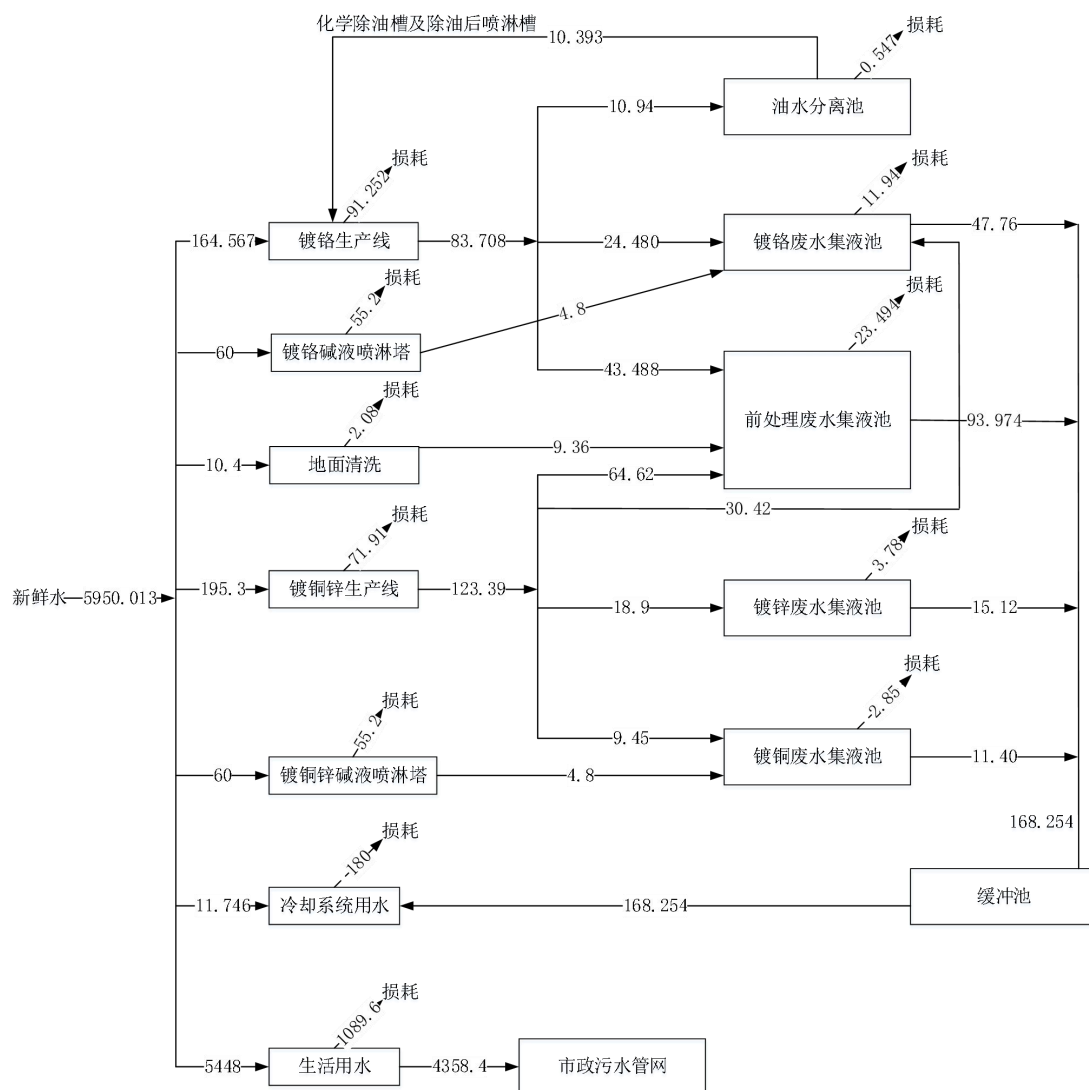 化学除油槽及除油后喷淋槽
10.393
-0.547
损耗
10.94
油水分离池
-91.252
损耗
-11.94
损耗
164.567
镀铬生产线
83.708
24.480
镀铬废水集液池
47.76
-55.2
损耗
4.8
-23.494
损耗
60
镀铬碱液喷淋塔
43.488
-2.08
损耗
前处理废水集液池
93.974
10.4
地面清洗
9.36
64.62
30.42
-71.91
损耗
-3.78
损耗
新鲜水
5950.013
195.3
镀铜锌生产线
123.39
18.9
镀锌废水集液池
15.12
-55.2
损耗
-2.85
损耗
9.45
镀铜废水集液池
11.40
60
镀铜锌碱液喷淋塔
4.8
168.254
-180
损耗
11.746
冷却系统用水
168.254
缓冲池
-1089.6
损耗
5448
生活用水
4358.4
市政污水管网